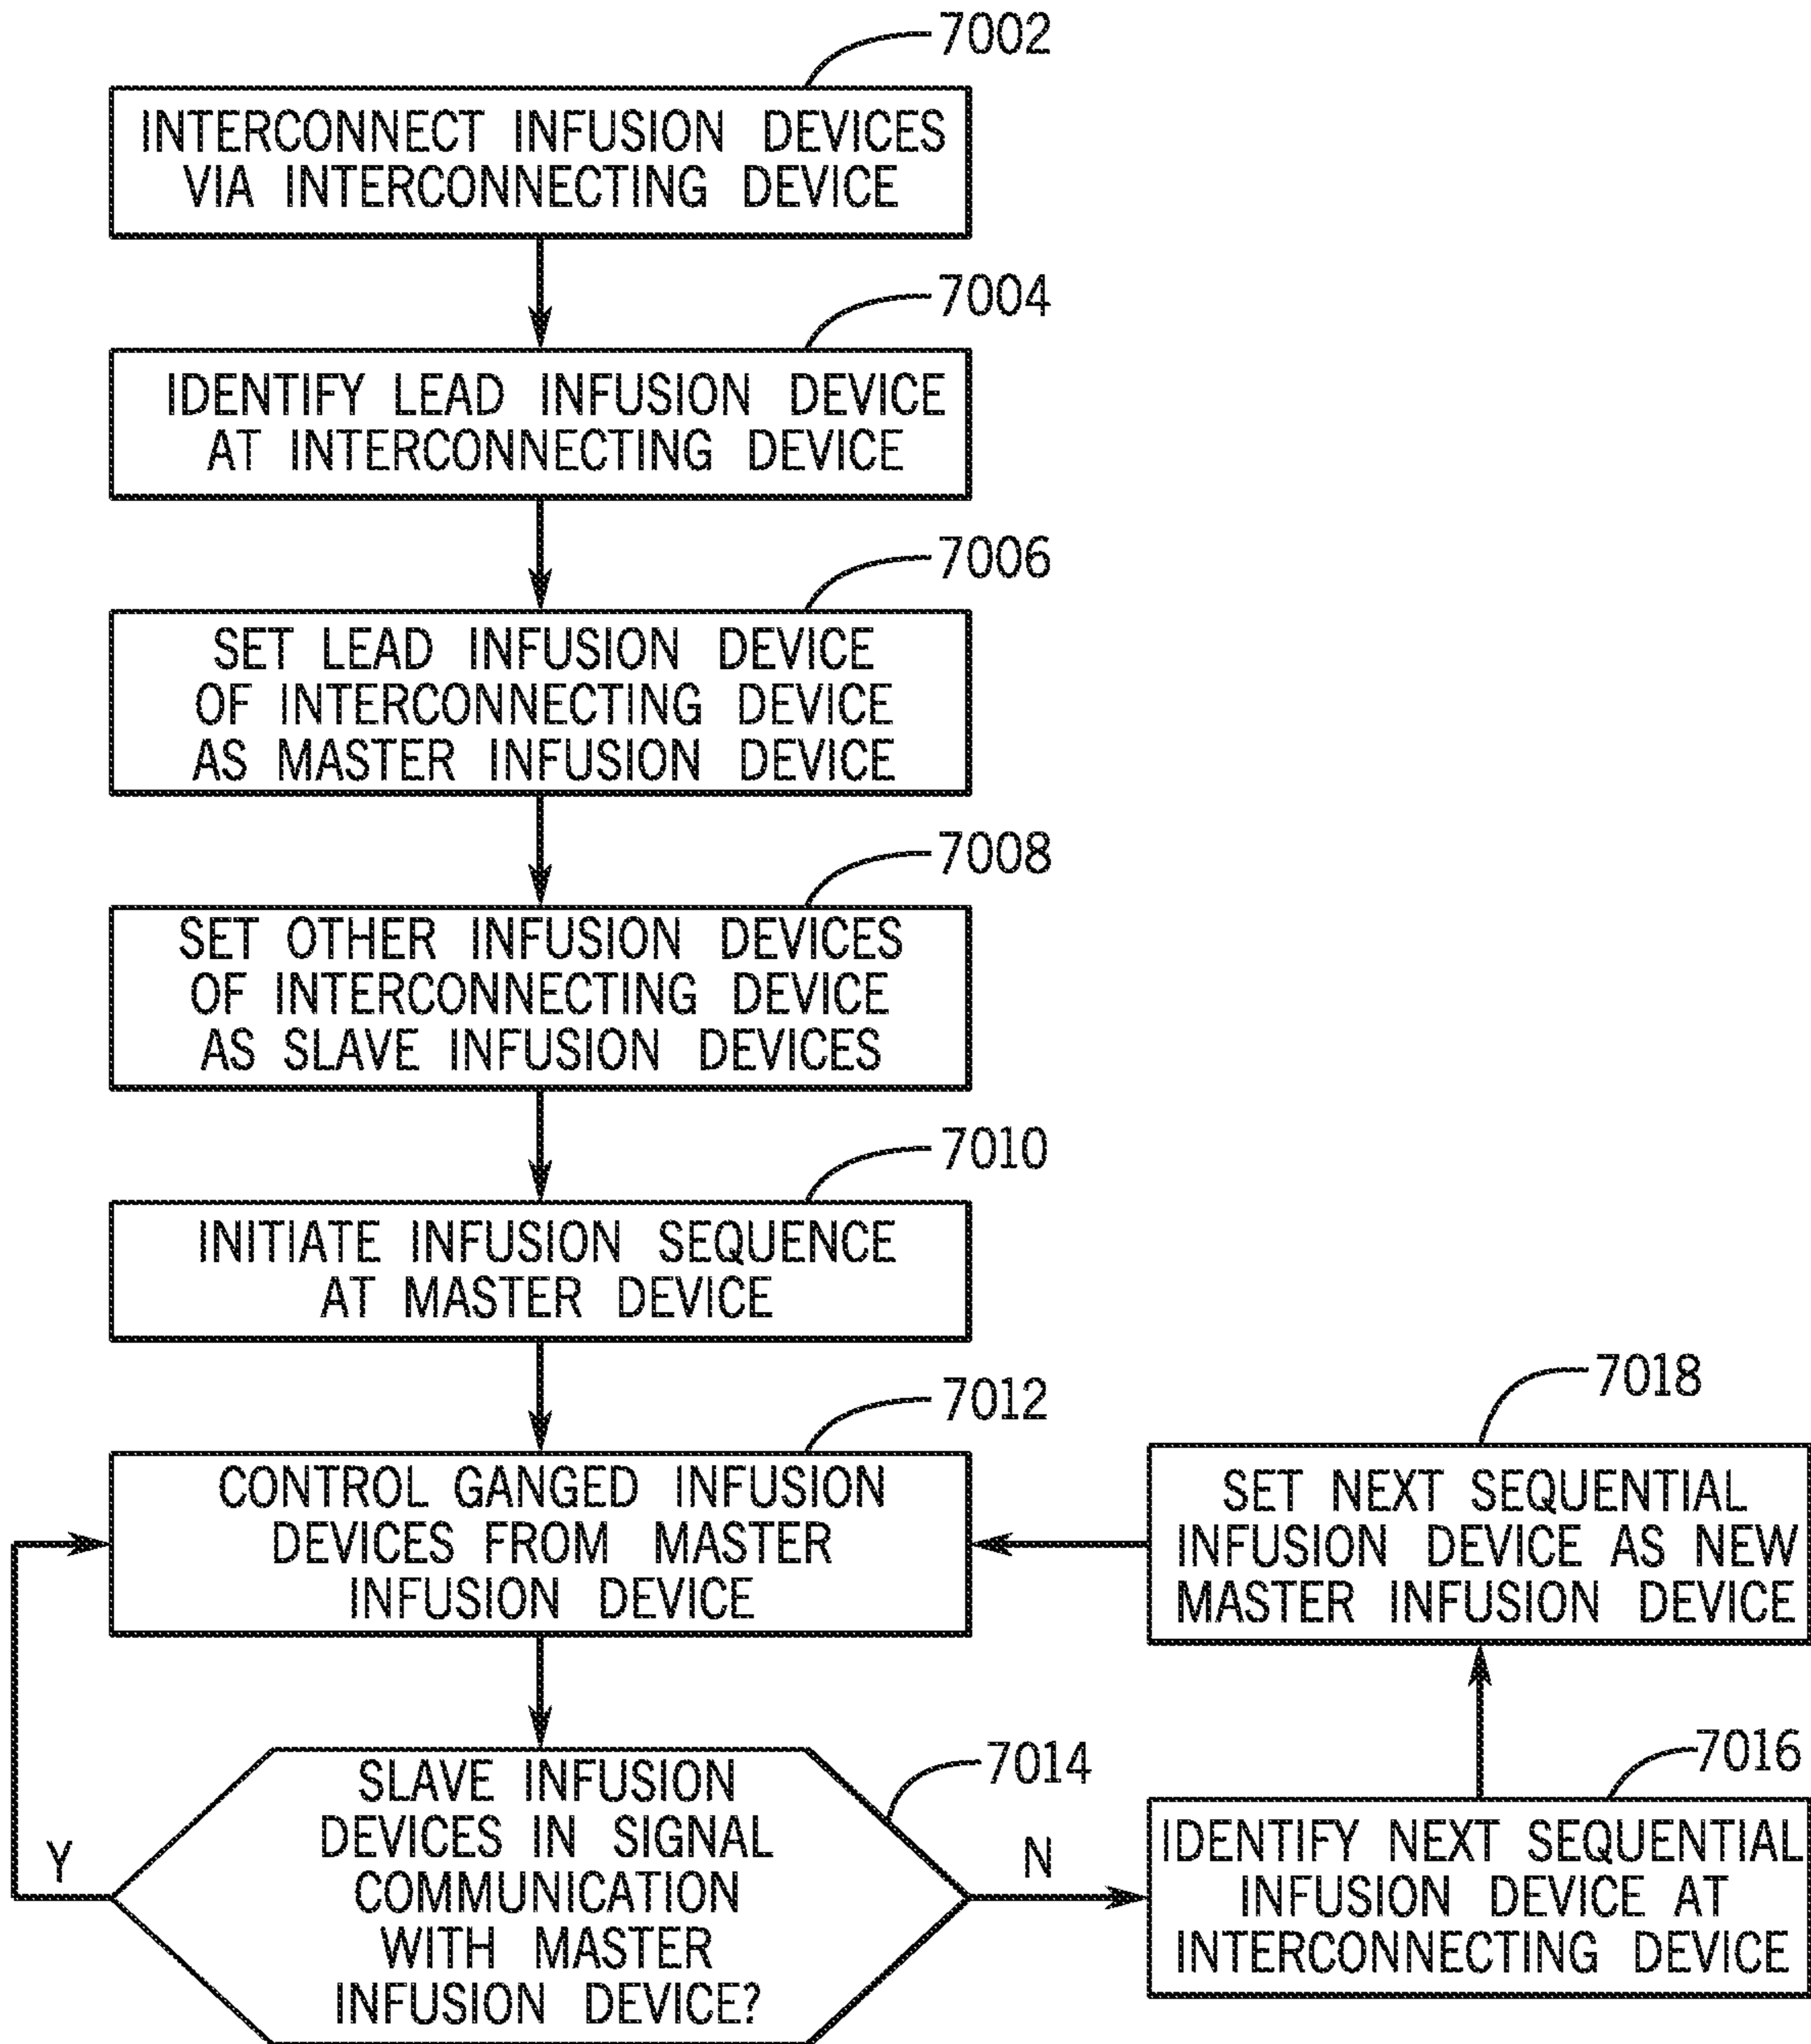 7002
INTERCONNECT INFUSION DEVICES
VIA INTERCONNECTING DEVICE
7004
IDENTIFY LEAD INFUSION DEVICE
AT INTERCONNECTING DEVICE
7006
SET LEAD INFUSION DEVICE
OF INTERCONNECTING DEVICE
AS MASTER INFUSION DEVICE
7008
SET OTHER INFUSION DEVICES
OF INTERCONNECTING DEVICE
AS SLAVE INFUSION DEVICES
7010
INITIATE INFUSION SEQUENCE
AT MASTER DEVICE
7012
CONTROL GANGED INFUSION
DEVICES FROM MASTER
INFUSION DEVICE
7014
SLAVE INFUSION
DEVICES IN SIGNAL
COMMUNICATION
WITH MASTER
INFUSION DEVICE?
Y
N
7016
IDENTIFY NEXT SEQUENTIAL
INFUSION DEVICE AT
INTERCONNECTING DEVICE
7018
SET NEXT SEQUENTIAL
INFUSION DEVICE AS NEW
MASTER INFUSION DEVICE